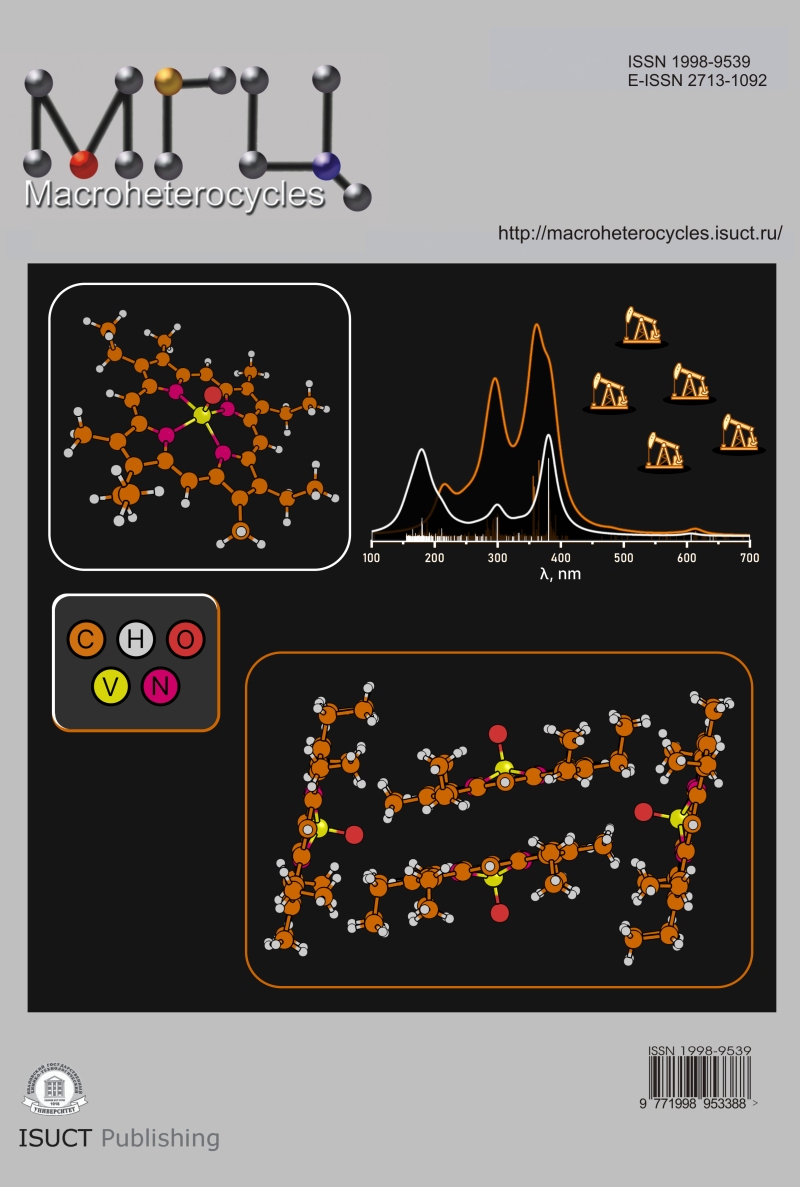 ISSN 1998-9539
E-ISSN 2713-1092
МГЦ
Macroheterocycles
http://macroheterocycles.isuct.ru/
100 200 300 400 500 600 700
λ, nm
C H O
V N
ISSN 1998-9539
9 771998 953388 >
УНИВЕРСИТЕТ
ISUCT Publishing